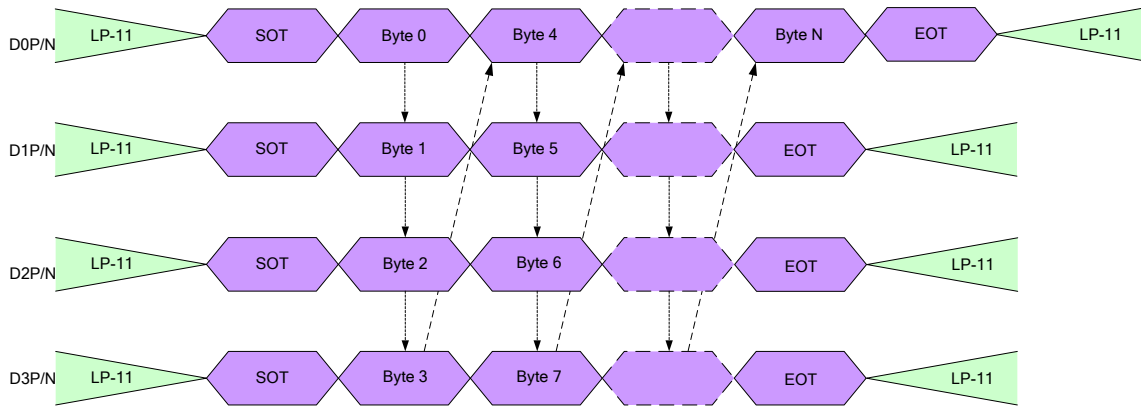 D0P/N LP-11 SOT Byte 0 Byte 4 Byte N EOT LP-11
D1P/N LP-11 SOT Byte 1 Byte 5 EOT LP-11
D2P/N LP-11 SOT Byte 2 Byte 6 EOT LP-11
D3P/N LP-11 SOT Byte 3 Byte 7 EOT LP-11